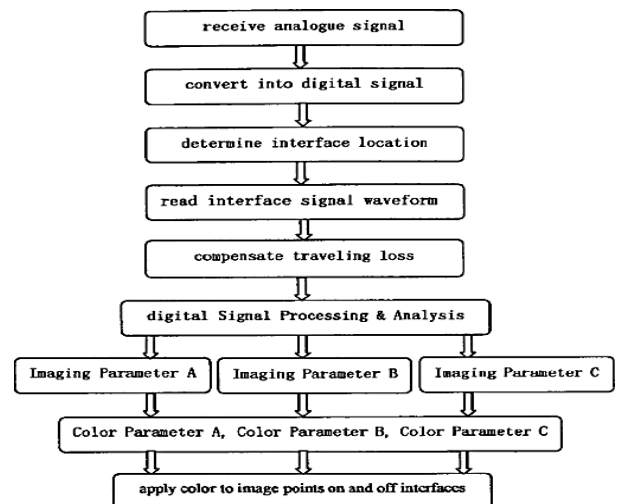 receive analogue signal
convert into digital signal
determine interface location
read interface signal waveform
compensate traveling loss
digital Signal Processing & Analysis
Imaging Parameter A
Imaging Parameter B
Imaging Parameter C
Color Parameter A, Color Parameter B, Color Parameter C
apply color to image points on and off interfaces